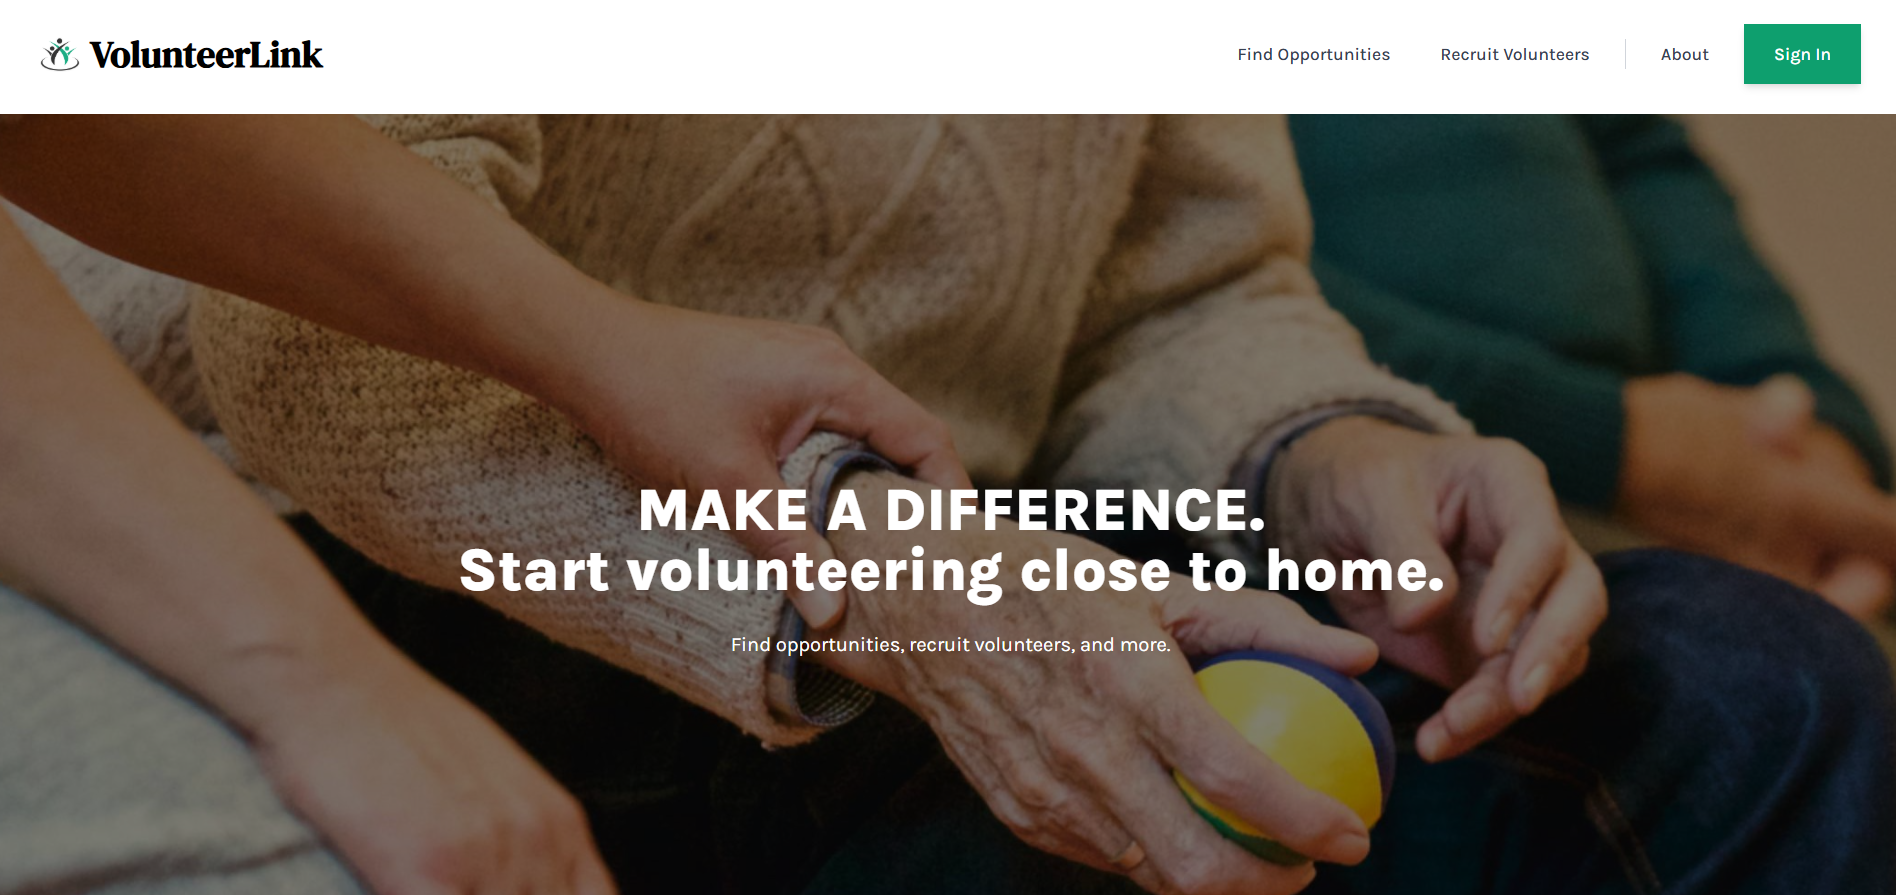 VolunteerLink
Find Opportunities
Recruit Volunteers
About
Sign In
MAKE A DIFFERENCE.
Start volunteering close to home.
Find opportunities, recruit volunteers, and more.